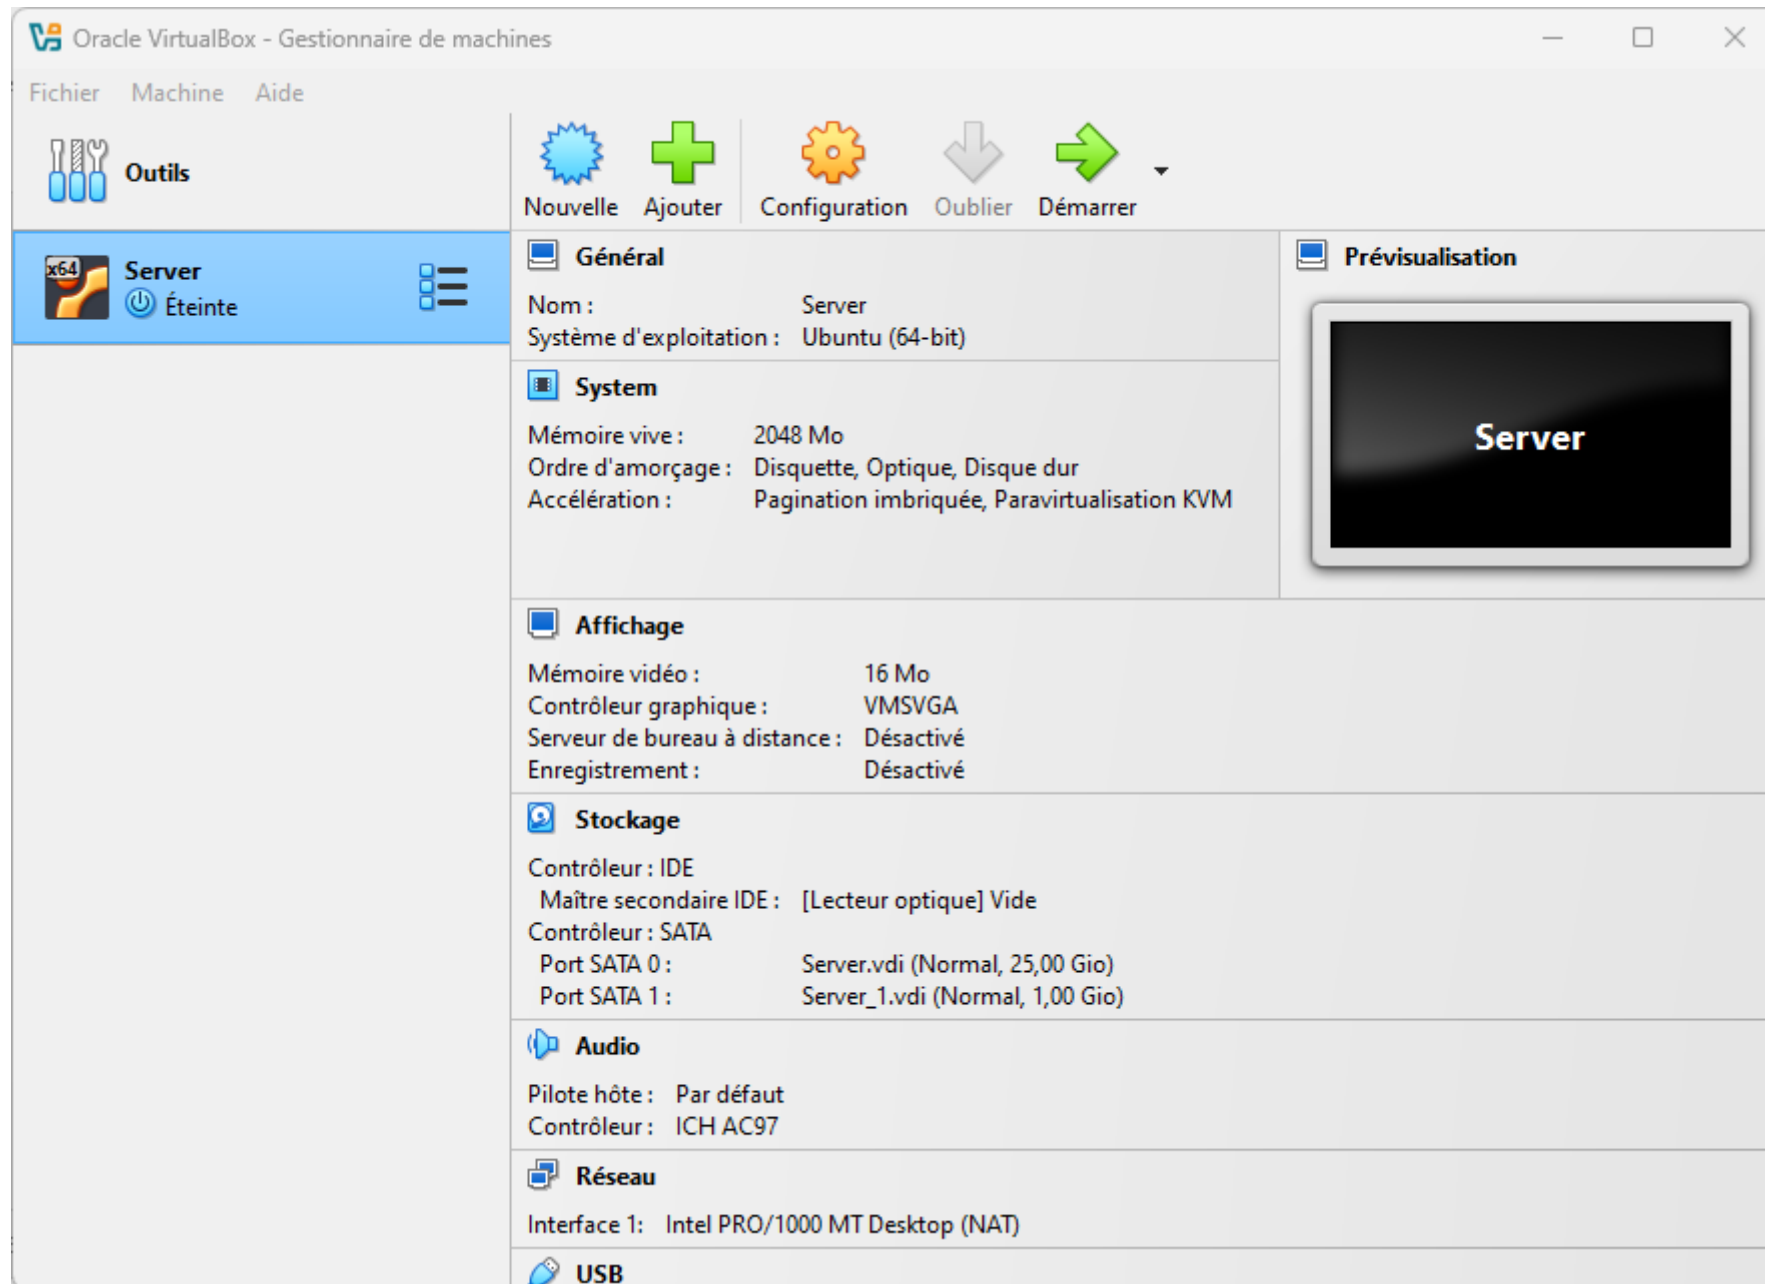 Oracle VirtualBox - Gestionnaire de machines
Fichier Machine Aide
Outils
Nouvelle Ajouter Configuration Oublier Démarrer
x64
Server
Éteinte
Général
Nom : Server
Système d'exploitation : Ubuntu (64-bit)
System
Mémoire vive : 2048 Mo
Ordre d'amorçage : Disquette, Optique, Disque dur
Accélération : Pagination imbriquée, Paravirtualisation KVM
Prévisualisation
Server
Affichage
Mémoire vidéo : 16 Mo
Contrôleur graphique : VMSVGA
Serveur de bureau à distance : Désactivé
Enregistrement : Désactivé
Stockage
Contrôleur : IDE
Maître secondaire IDE : [Lecteur optique] Vide
Contrôleur : SATA
Port SATA 0 : Server.vdi (Normal, 25,00 Gio)
Port SATA 1 : Server_1.vdi (Normal, 1,00 Gio)
Audio
Pilote hôte : Par défaut
Contrôleur : ICH AC97
Réseau
Interface 1: Intel PRO/1000 MT Desktop (NAT)
USB